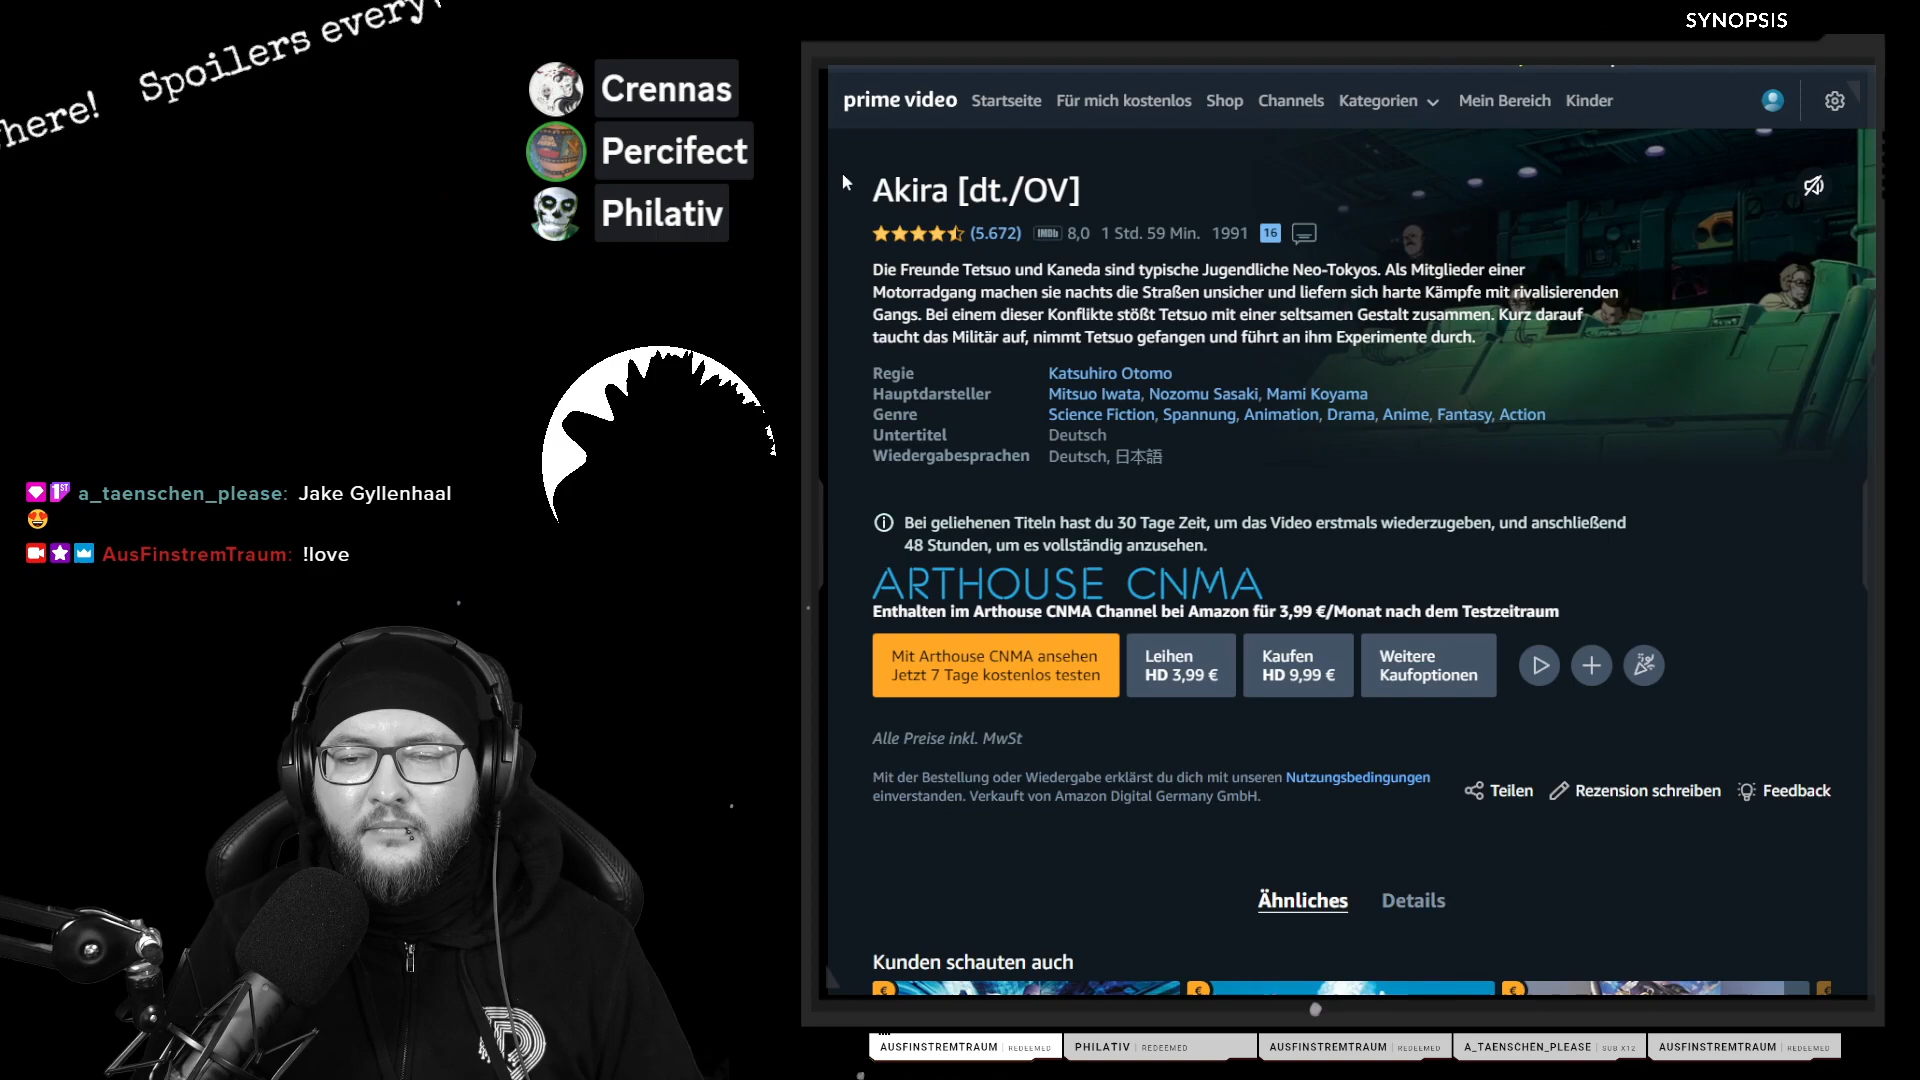 SYNOPSIS
here! Spoilers every
Crennas
Percifect
Philativ
a_taenschen_please: Jake Gyllenhaal
AusFinstremTraum: !love
prime video Startseite Für mich kostenlos Shop Channels Kategorien Mein Bereich Kinder
Akira [dt./OV]
(5.672) IMDb 8,0 1 Std. 59 Min. 1991 16
Die Freunde Tetsuo und Kaneda sind typische Jugendliche Neo-Tokyos. Als Mitglieder einer
Motorradgang machen sie nachts die Straßen unsicher und liefern sich harte Kämpfe mit rivalisierenden
Gangs. Bei einem dieser Konflikte stößt Tetsuo mit einer seltsamen Gestalt zusammen. Kurz darauf
taucht das Militär auf, nimmt Tetsuo gefangen und führt an ihm Experimente durch.
Regie Katsuhiro Otomo
Hauptdarsteller Mitsuo Iwata, Nozomu Sasaki, Mami Koyama
Genre Science Fiction, Spannung, Animation, Drama, Anime, Fantasy, Action
Untertitel Deutsch
Wiedergabesprachen Deutsch, 日本語
Bei geliehenen Titeln hast du 30 Tage Zeit, um das Video erstmals wiederzugeben, und anschließend
48 Stunden, um es vollständig anzusehen.
ARTHOUSE CNMA
Enthalten im Arthouse CNMA Channel bei Amazon für 3,99 €/Monat nach dem Testzeitraum
Mit Arthouse CNMA ansehen
Jetzt 7 Tage kostenlos testen
Leihen
HD 3,99 €
Kaufen
HD 9,99 €
Weitere
Kaufoptionen
Alle Preise inkl. MwSt
Mit der Bestellung oder Wiedergabe erklärst du dich mit unseren Nutzungsbedingungen
einverstanden. Verkauft von Amazon Digital Germany GmbH.
Teilen Rezension schreiben Feedback
Ähnliches Details
Kunden schauten auch
AUSFINSTREMTRAUM | REDEEMED PHILATIV | REDEEMED AUSFINSTREMTRAUM | REDEEMED A_TAENSCHEN_PLEASE | SUB X12 AUSFINSTREMTRAUM | REDEEMED